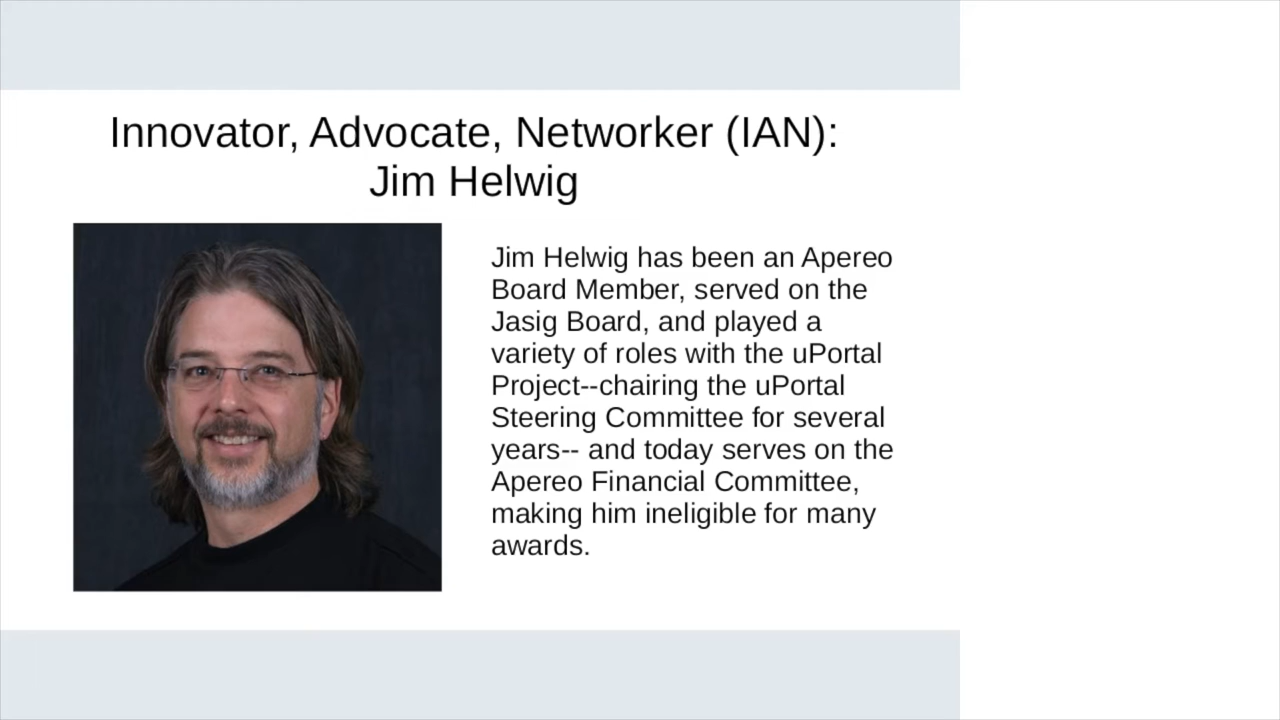 Innovator, Advocate, Networker (IAN):
Jim Helwig
Jim Helwig has been an Apereo
Board Member, served on the
Jasig Board, and played a
variety of roles with the uPortal
Project--chairing the uPortal
Steering Committee for several
years-- and today serves on the
Apereo Financial Committee,
making him ineligible for many
awards.